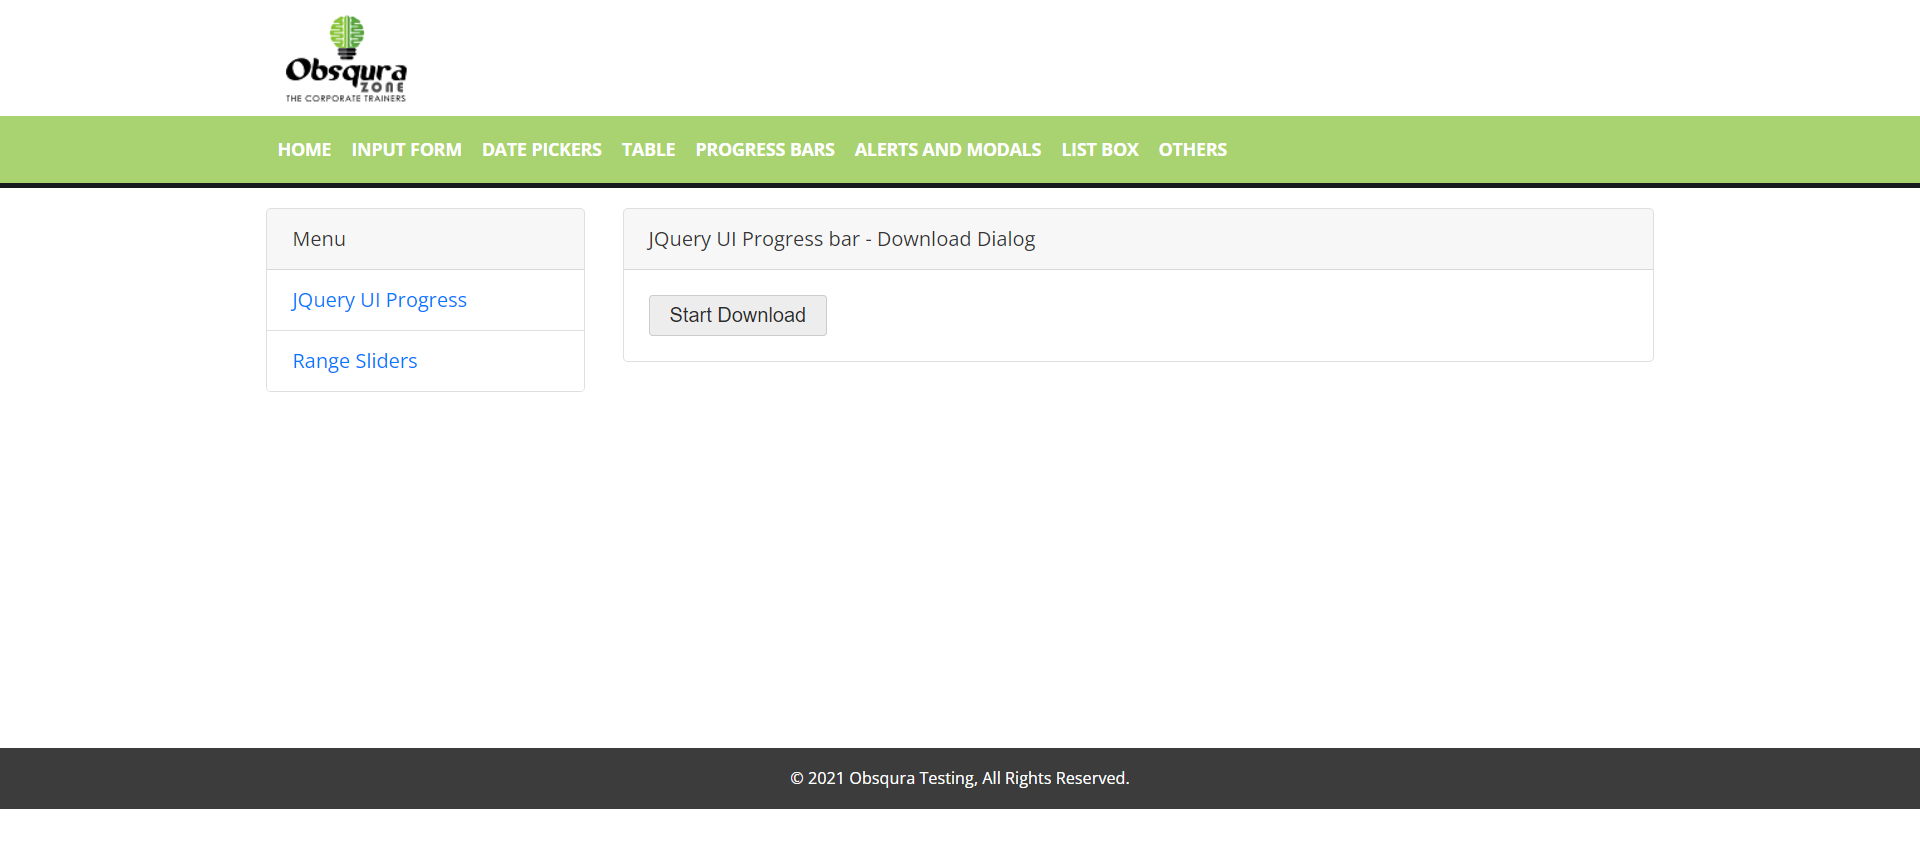 Obsqura
ZONE
THE CORPORATE TRAINERS
HOME INPUT FORM DATE PICKERS TABLE PROGRESS BARS ALERTS AND MODALS LIST BOX OTHERS
Menu
JQuery UI Progress
Range Sliders
JQuery UI Progress bar - Download Dialog
Start Download
© 2021 Obsqura Testing, All Rights Reserved.